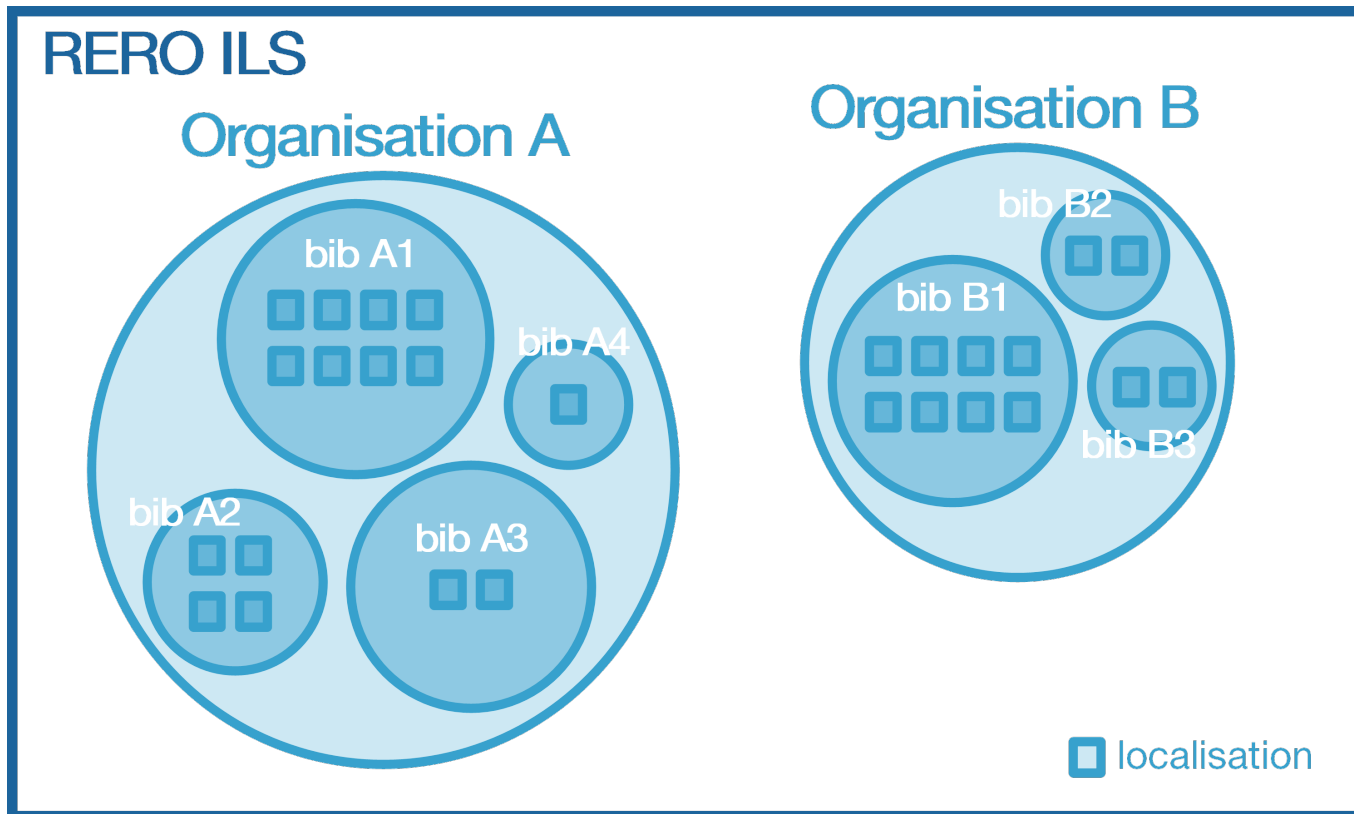 RERO ILS
Organisation A
Organisation B
bib A1
bib A4
bib A2
bib A3
bib B2
bib B1
bib B3
localisation